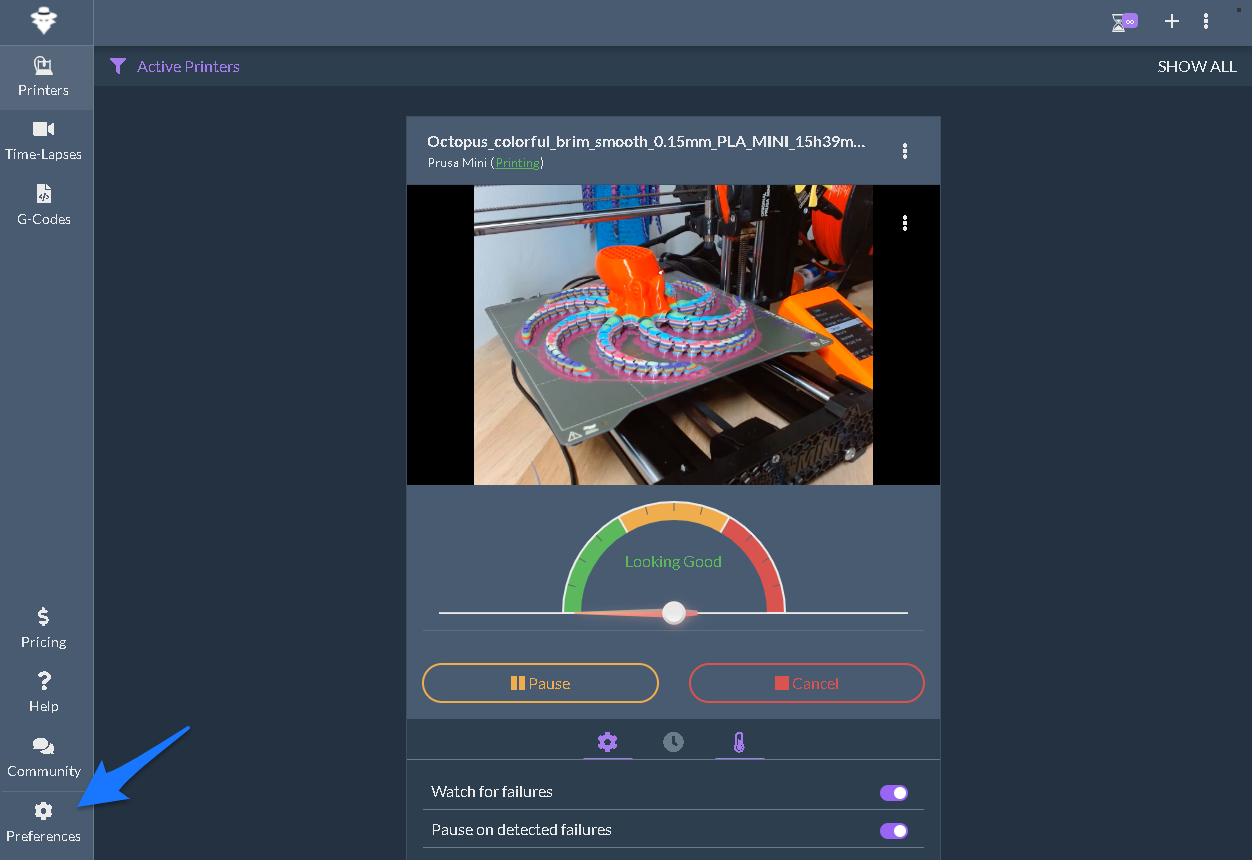 ∞
Active Printers
SHOW ALL
Printers
Time-Lapses
G-Codes
Octopus_colorful_brim_smooth_0.15mm_PLA_MINI_15h39m...
Prusa Mini (Printing)
Looking Good
Pause
Cancel
Watch for failures
Pause on detected failures
Pricing
Help
Community
Preferences